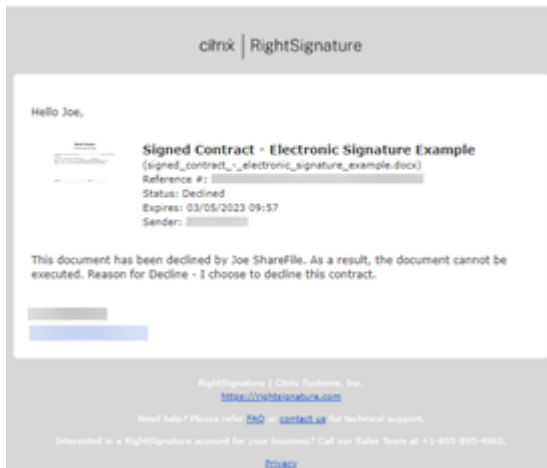 citrix | RightSignature
Hello Joe,
Signed Contract - Electronic Signature Example
(signed_contract_-_electronic_signature_example.docx)
Reference #:
Status: Declined
Expires: 03/05/2023 09:57
Sender:
This document has been declined by Joe ShareFile. As a result, the document cannot be
executed. Reason for Decline - I choose to decline this contract.
RightSignature | Citrix Systems, Inc.
https://rightsignature.com
Need help? Please refer FAQ or contact us for technical support.
Interested in a RightSignature account for your business? Call our Sales Team at +1-855-895-4862.
Privacy